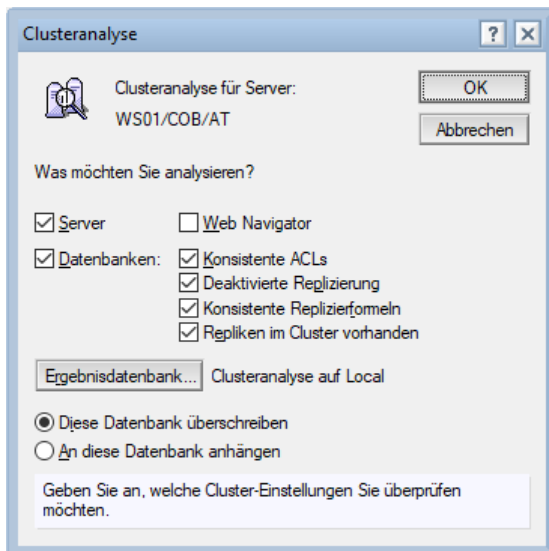 Clusteranalyse
Clusteranalyse für Server:
WS01/COB/AT
OK
Abbrechen
Was möchten Sie analysieren?
Server
Web Navigator
Datenbanken:
Konsistente ACLs
Deaktivierte Replizierung
Konsistente Replizierformeln
Repliken im Cluster vorhanden
Ergebnisdatenbank...
Clusteranalyse auf Local
Diese Datenbank überschreiben
An diese Datenbank anhängen
Geben Sie an, welche Cluster-Einstellungen Sie überprüfen
möchten.